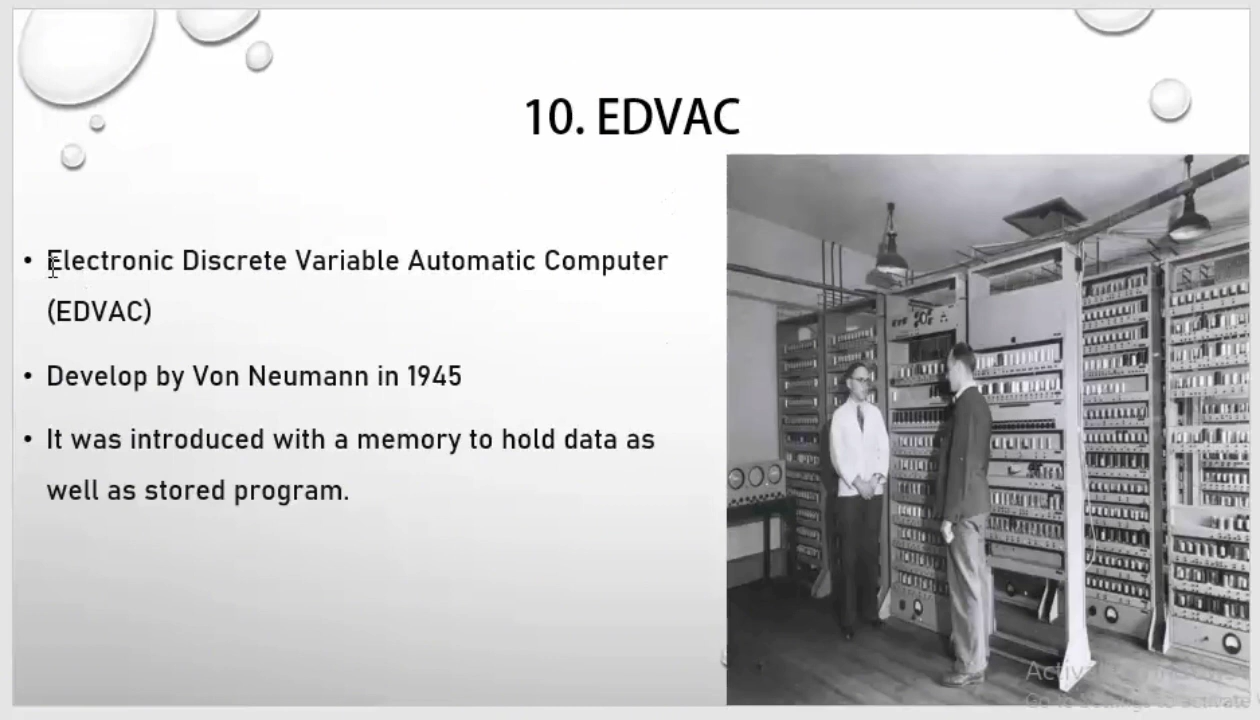 10. EDVAC
• Electronic Discrete Variable Automatic Computer
(EDVAC)
• Develop by Von Neumann in 1945
• It was introduced with a memory to hold data as
well as stored program.